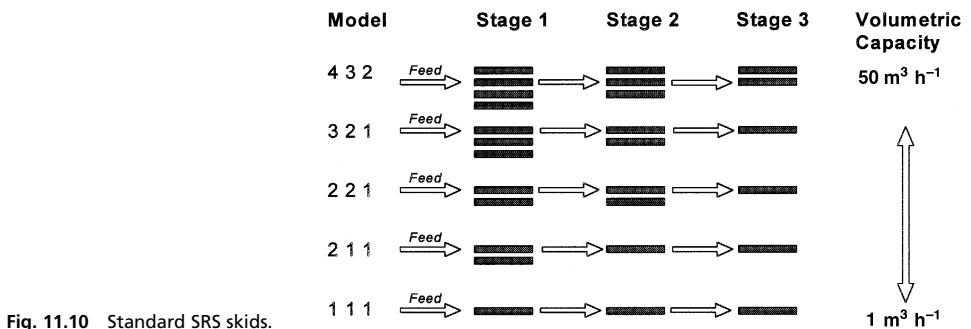 Model Stage 1 Stage 2 Stage 3 Volumetric
Capacity
4 3 2 Feed 50 m³ h⁻¹
3 2 1 Feed
2 2 1 Feed
2 1 1 Feed
1 1 1 Feed 1 m³ h⁻¹
Fig. 11.10 Standard SRS skids.